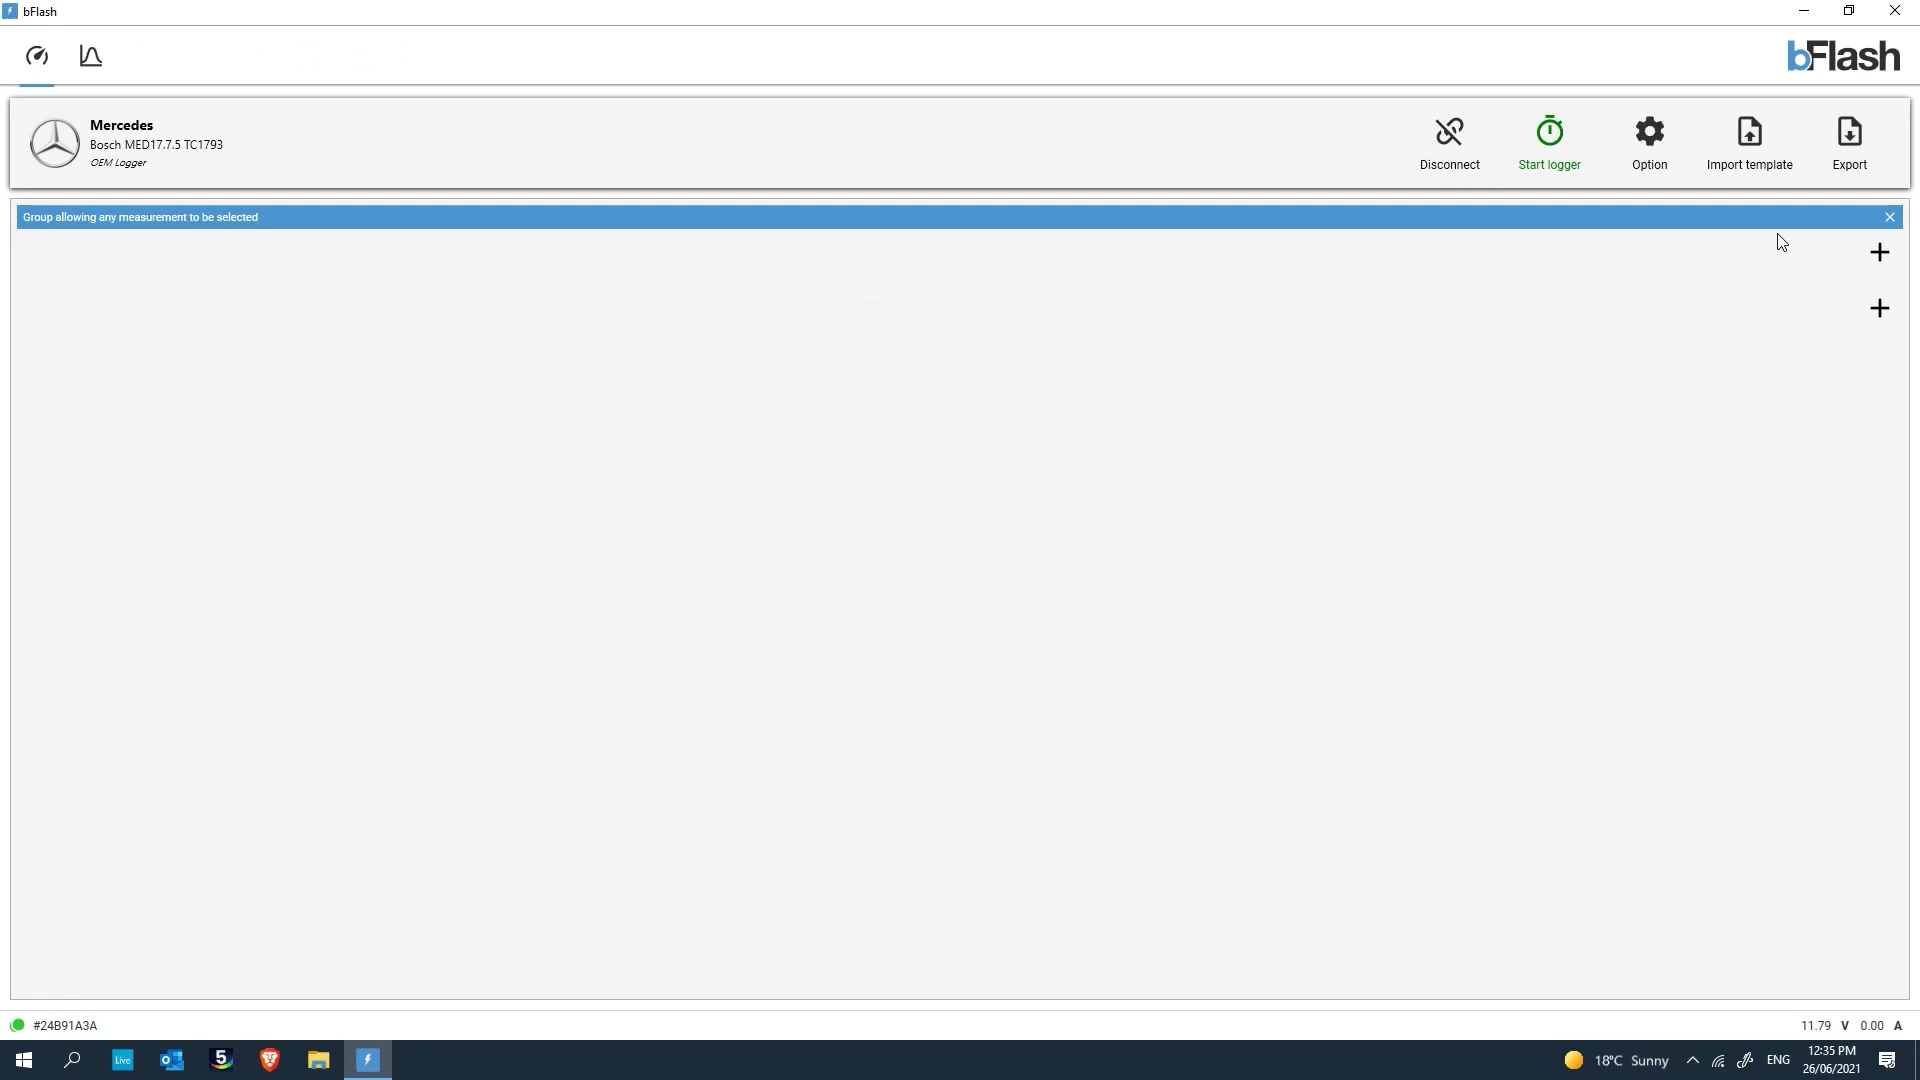 bFlash
bFlash
Mercedes
Bosch MED17.7.5 TC1793
OEM Logger
Disconnect
Start logger
Option
Import template
Export
Group allowing any measurement to be selected
#24B91A3A
11.79 V 0.00 A
Live
5
18°C Sunny
ENG
12:35 PM
26/06/2021